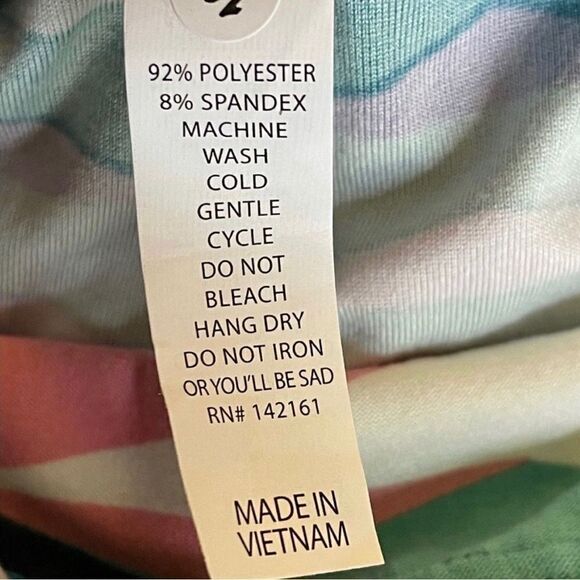 92% POLYESTER
8% SPANDEX
MACHINE
WASH
COLD
GENTLE
CYCLE
DO NOT
BLEACH
HANG DRY
DO NOT IRON
OR YOU'LL BE SAD
RN# 142161
MADE IN
VIETNAM